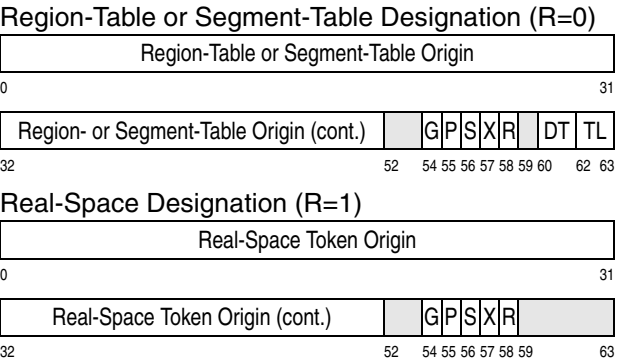 Region-Table or Segment-Table Designation (R=0)
Region-Table or Segment-Table Origin
0 31
Region- or Segment-Table Origin (cont.) G P S X R DT TL
32 52 54 55 56 57 58 59 60 62 63
Real-Space Designation (R=1)
Real-Space Token Origin
0 31
Real-Space Token Origin (cont.) G P S X R
32 52 54 55 56 57 58 59 63